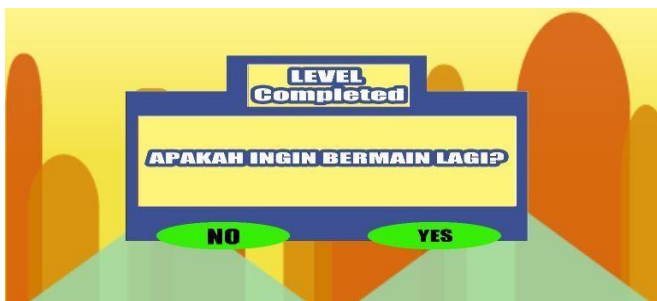 LEVEL
Completed
APAKAH INGIN BERMAIN LAGI?
NO
YES